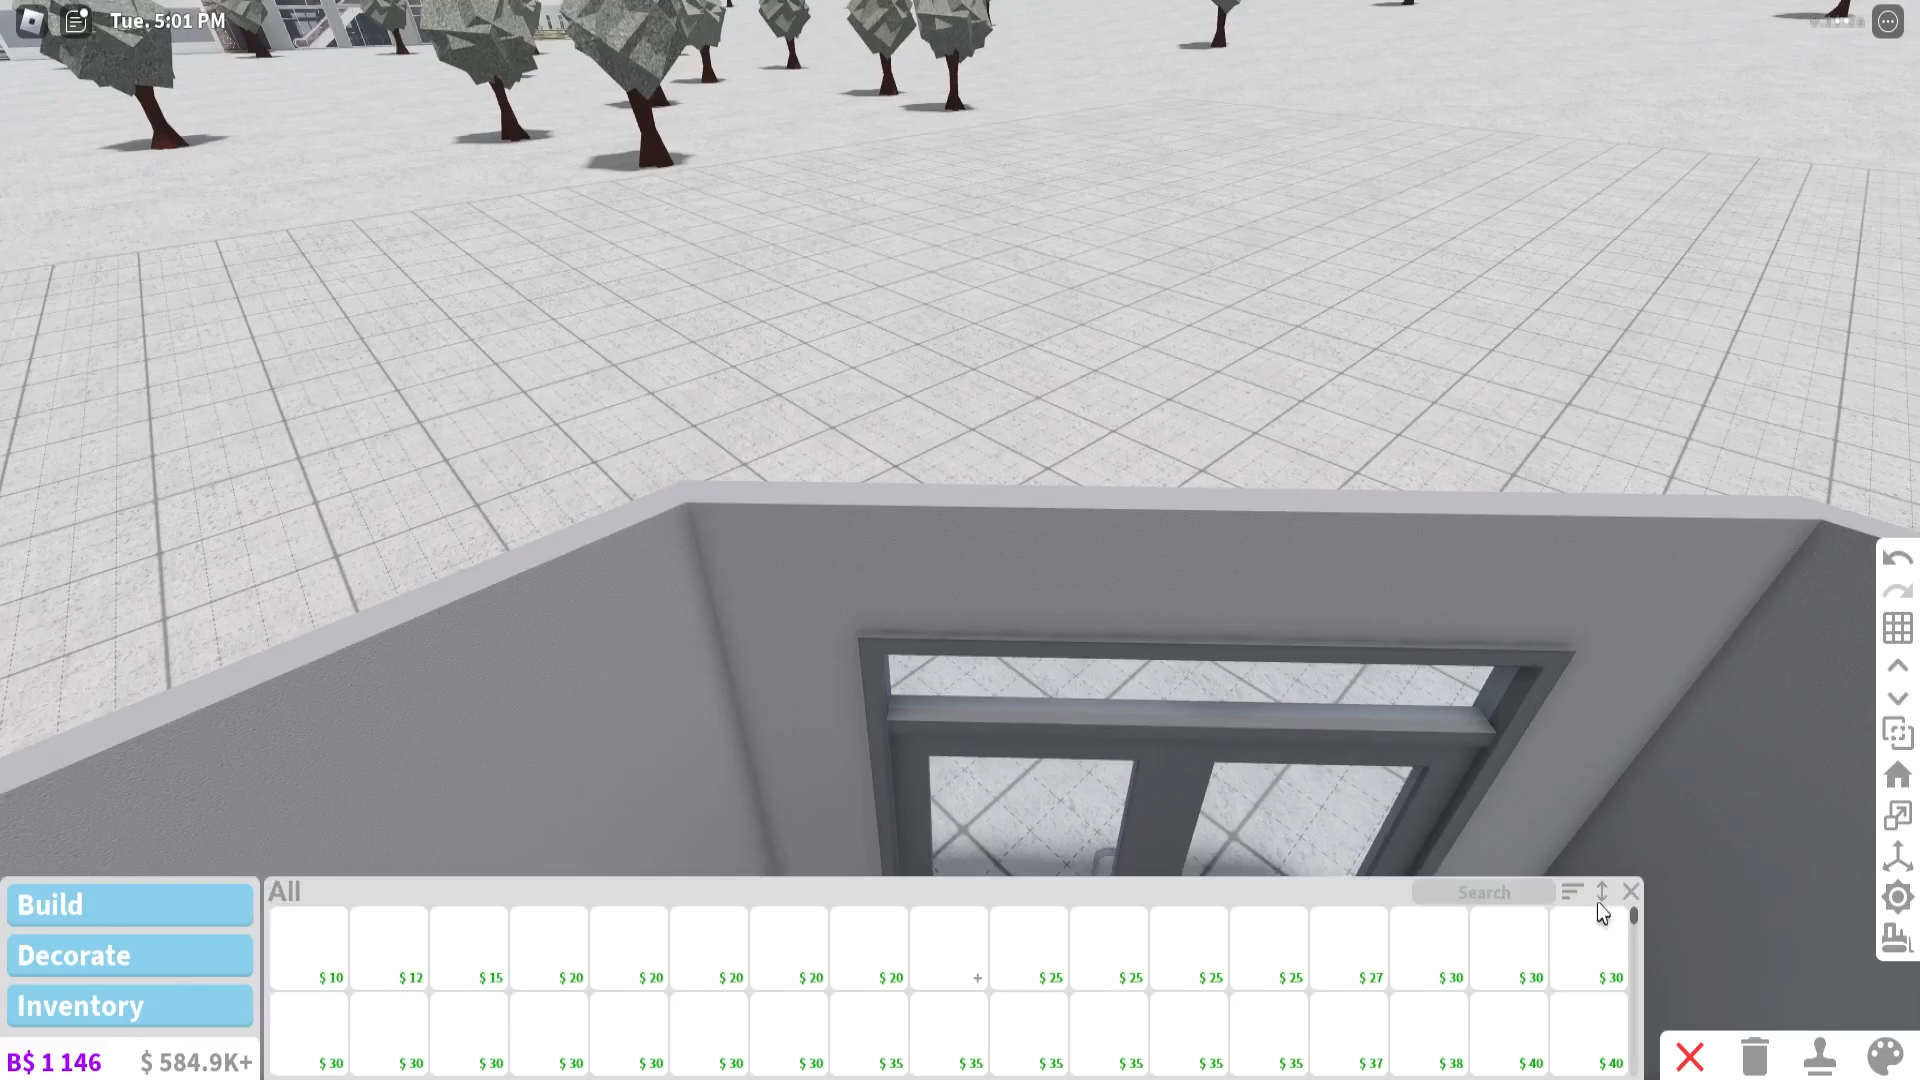 Tue. 5:01 PM
All
Search
Build
Decorate
Inventory
B$ 1 146
$ 584.9K+
$ 10 $ 12 $ 15 $ 20 $ 20 $ 20 $ 20 $ 20 + $ 25 $ 25 $ 25 $ 25 $ 27 $ 30 $ 30 $ 30
$ 30 $ 30 $ 30 $ 30 $ 30 $ 30 $ 30 $ 35 $ 35 $ 35 $ 35 $ 35 $ 35 $ 37 $ 38 $ 40 $ 40